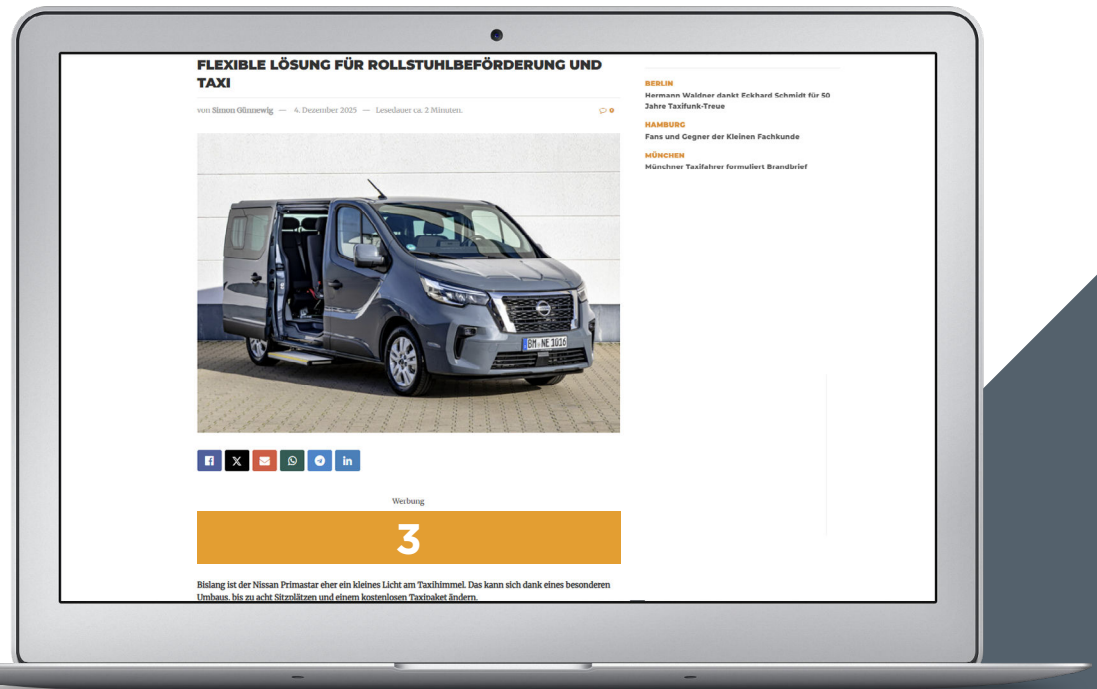 FLEXIBLE LÖSUNG FÜR ROLLSTUHLBEFÖRDERUNG UND
TAXI
von Simon Günnewig — 4. Dezember 2025 — Lesedauer ca. 2 Minuten.
0
BM NE 1016
Werbung
3
Bislang ist der Nissan Primastar eher ein kleines Licht am Taxihimmel. Das kann sich dank eines besonderen
Umbaus, bis zu acht Sitzplätzen und einem kostenlosen Taxipaket ändern.
BERLIN
Hermann Waldner dankt Eckhard Schmidt für 50
Jahre Taxifunk-Treue
HAMBURG
Fans und Gegner der Kleinen Fachkunde
MÜNCHEN
Münchner Taxifahrer formuliert Brandbrief